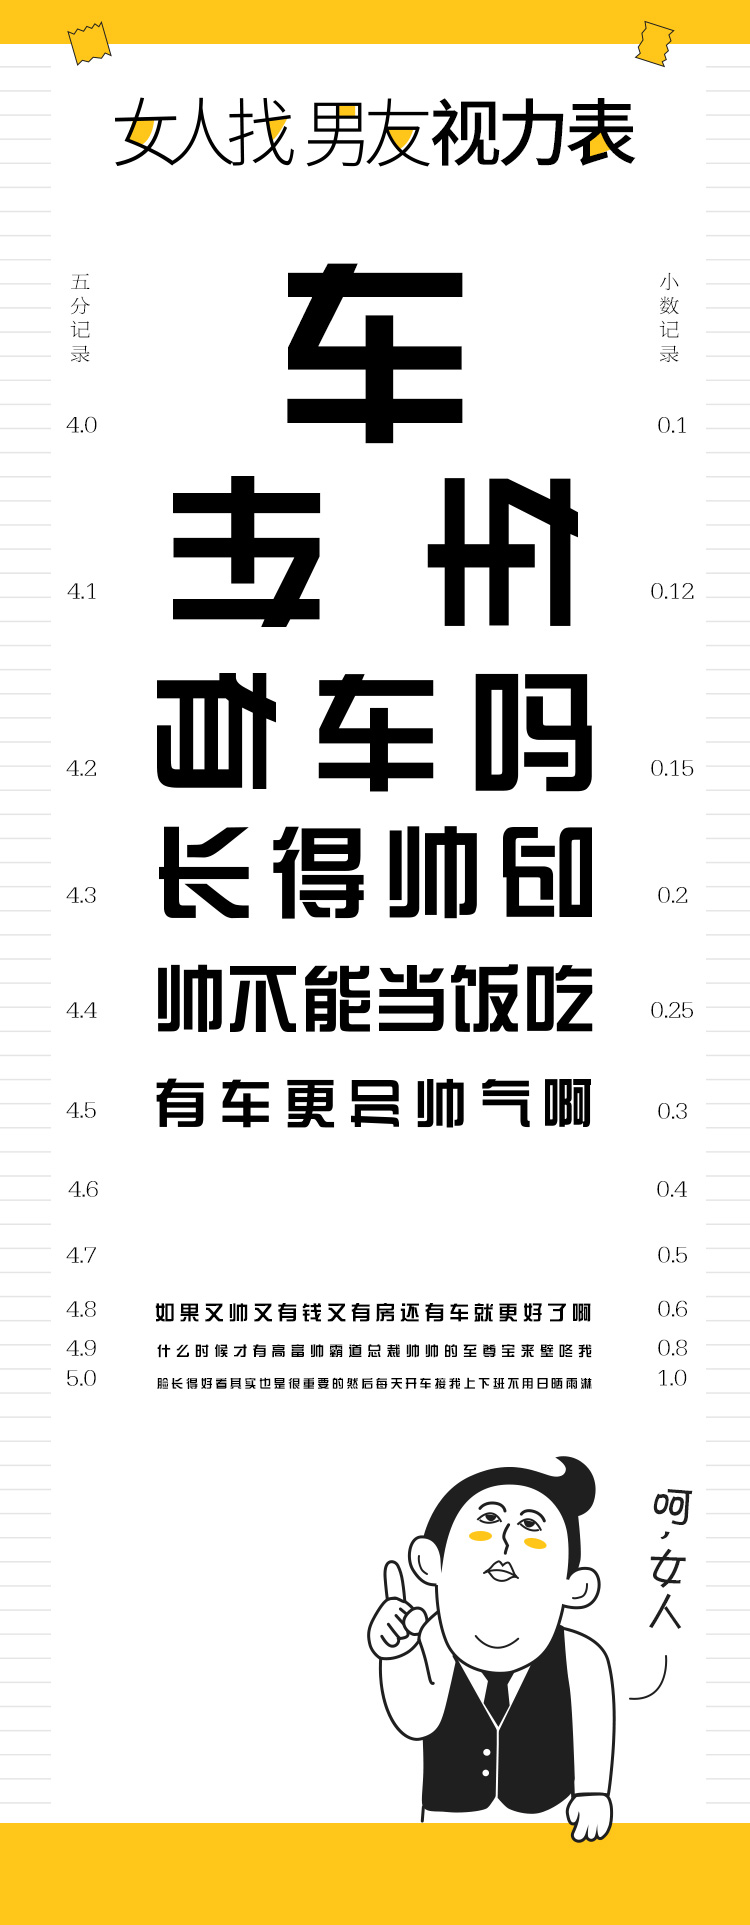 女人找男友视力表
五分记录
小数记录
车
4.0 0.1
4.1 车 车 0.12
4.2 有车吗 0.15
4.3 长得帅吗 0.2
4.4 帅不能当饭吃 0.25
4.5 有车更加帅气啊 0.3
4.6 0.4
4.7 0.5
4.8 如果又帅又有钱又有房还有车就更好了啊 0.6
4.9 什么时候才有高富帅霸道总裁帅帅的至尊宝来壁咚我 0.8
5.0 脸长得好看其实也是很重要的然后每天开车接我上下班不用日晒雨淋 1.0
呵，女人